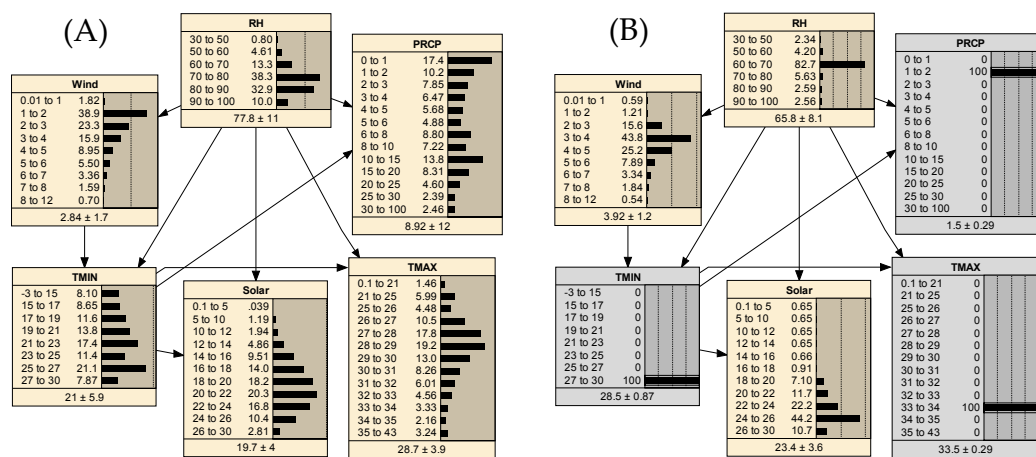 (A)
RH
30 to 50 0.80
50 to 60 4.61
60 to 70 13.3
70 to 80 38.3
80 to 90 32.9
90 to 100 10.0
77.8 ± 11
PRCP
0 to 1 17.4
1 to 2 10.2
2 to 3 7.85
3 to 4 6.47
4 to 5 5.68
5 to 6 4.88
6 to 8 8.80
8 to 10 7.22
10 to 15 13.8
15 to 20 8.31
20 to 25 4.60
25 to 30 2.39
30 to 100 2.46
8.92 ± 12
Wind
0.01 to 1 1.82
1 to 2 38.9
2 to 3 23.3
3 to 4 15.9
4 to 5 8.95
5 to 6 5.50
6 to 7 3.36
7 to 8 1.59
8 to 12 0.70
2.84 ± 1.7
TMIN
-3 to 15 8.10
15 to 17 8.65
17 to 19 11.6
19 to 21 13.8
21 to 23 17.4
23 to 25 11.4
25 to 27 21.1
27 to 30 7.87
21 ± 5.9
Solar
0.1 to 5 .039
5 to 10 1.19
10 to 12 1.94
12 to 14 4.86
14 to 16 9.51
16 to 18 14.0
18 to 20 18.2
20 to 22 20.3
22 to 24 16.8
24 to 26 10.4
26 to 30 2.81
19.7 ± 4
TMAX
0.1 to 21 1.46
21 to 25 5.99
25 to 26 4.48
26 to 27 10.5
27 to 28 17.8
28 to 29 19.2
29 to 30 13.0
30 to 31 8.26
31 to 32 6.01
32 to 33 4.56
33 to 34 3.33
34 to 35 2.16
35 to 43 3.24
28.7 ± 3.9
(B)
RH
30 to 50 2.34
50 to 60 4.20
60 to 70 82.7
70 to 80 5.63
80 to 90 2.59
90 to 100 2.56
65.8 ± 8.1
PRCP
0 to 1 0
1 to 2 100
2 to 3 0
3 to 4 0
4 to 5 0
5 to 6 0
6 to 8 0
8 to 10 0
10 to 15 0
15 to 20 0
20 to 25 0
25 to 30 0
30 to 100 0
1.5 ± 0.29
Wind
0.01 to 1 0.59
1 to 2 1.21
2 to 3 15.6
3 to 4 43.8
4 to 5 25.2
5 to 6 7.89
6 to 7 3.34
7 to 8 1.84
8 to 12 0.54
3.92 ± 1.2
TMIN
-3 to 15 0
15 to 17 0
17 to 19 0
19 to 21 0
21 to 23 0
23 to 25 0
25 to 27 0
27 to 30 100
28.5 ± 0.87
Solar
0.1 to 5 0.65
5 to 10 0.65
10 to 12 0.65
12 to 14 0.65
14 to 16 0.66
16 to 18 0.91
18 to 20 7.10
20 to 22 11.7
22 to 24 22.2
24 to 26 44.2
26 to 30 10.7
23.4 ± 3.6
TMAX
0.1 to 21 0
21 to 25 0
25 to 26 0
26 to 27 0
27 to 28 0
28 to 29 0
29 to 30 0
30 to 31 0
31 to 32 0
32 to 33 0
33 to 34 100
34 to 35 0
35 to 43 0
33.5 ± 0.29